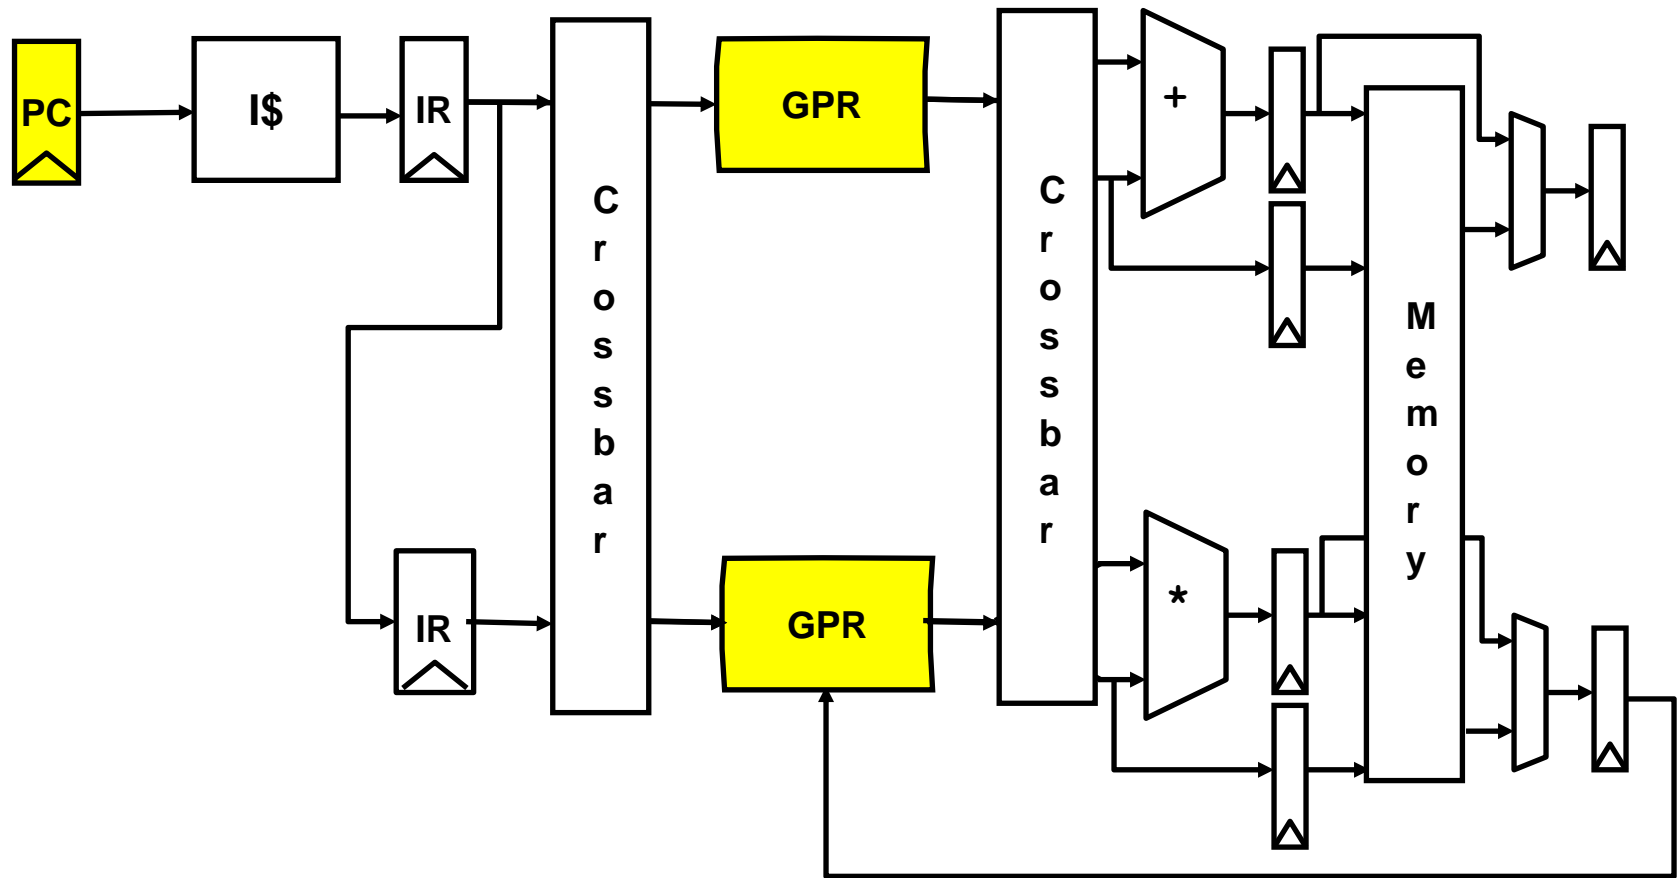 PC
I$
IR
Crossbar
GPR
Crossbar
+
Memory
IR
GPR
*